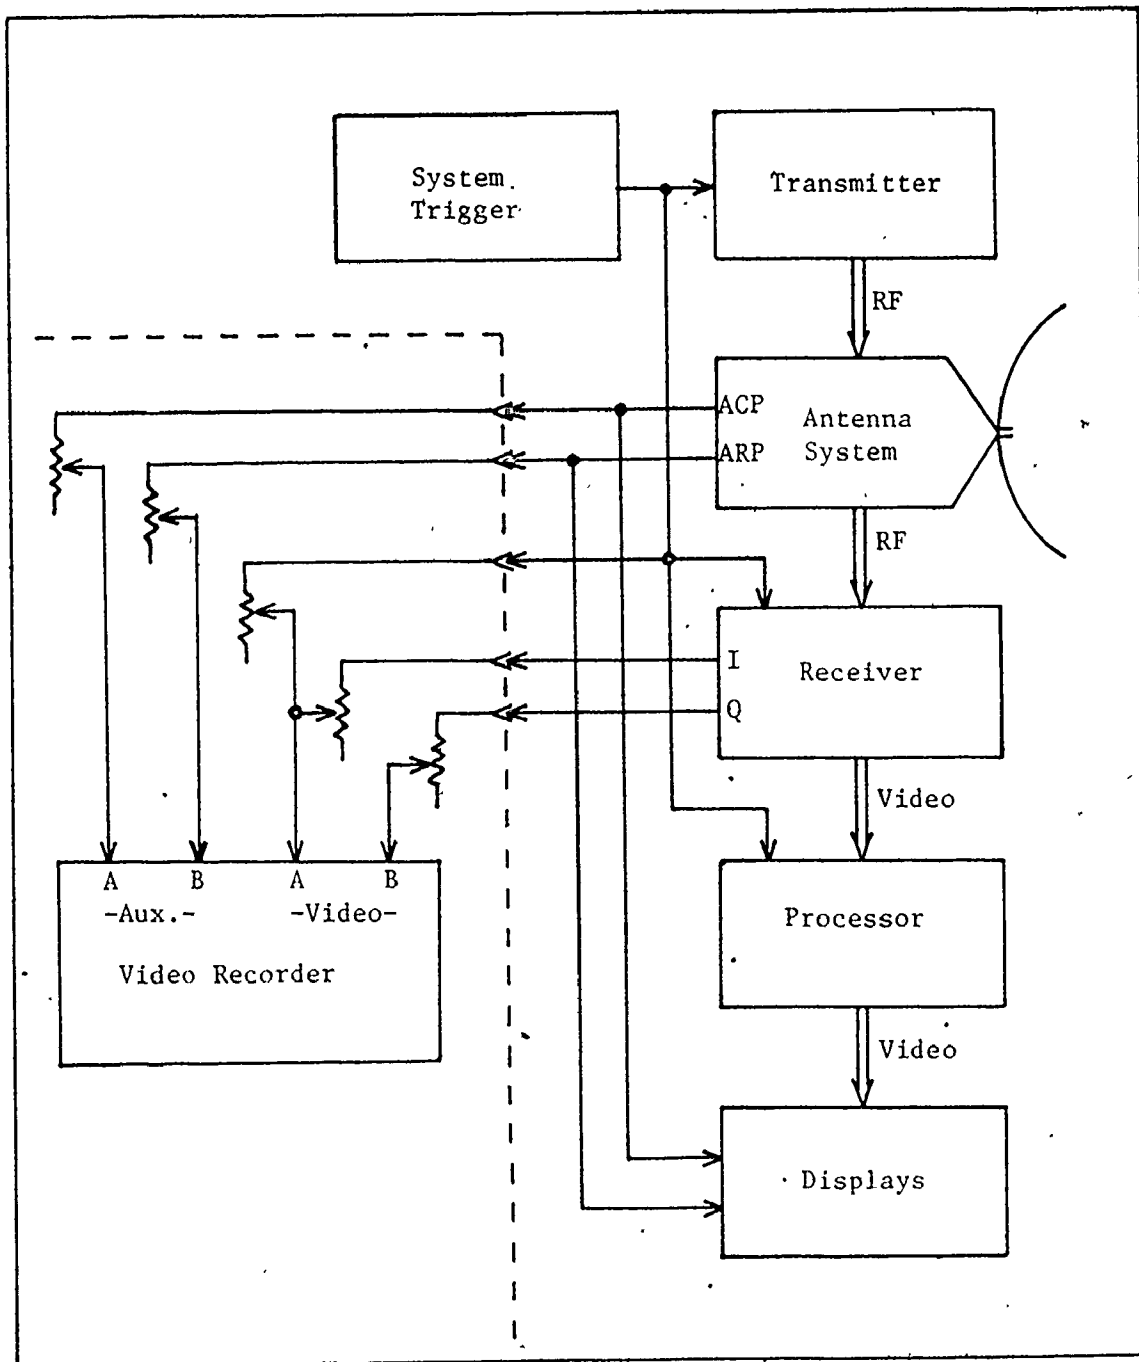 System
Trigger
Transmitter
RF
ACP
ARP
Antenna
System
RF
I
Q
Receiver
Video
A B A B
-Aux.- -Video-
Video Recorder
Processor
Video
Displays